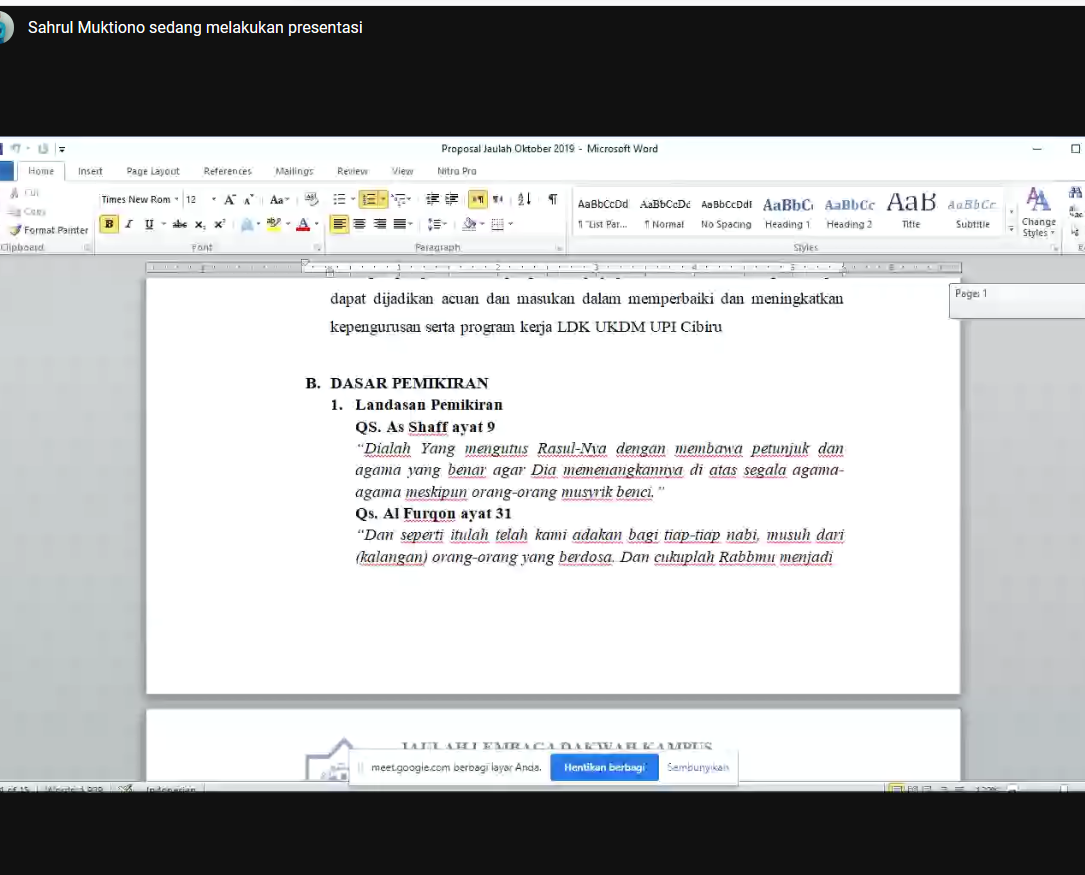 Sahrul Muktiono sedang melakukan presentasi
Proposal Jaulah Oktober 2019 - Microsoft Word
Home Insert Page Layout References Mailings Review View Nitro Pro
Cut
Copy
Format Painter
Clipboard
Times New Rom 12
B I U abc
Font
Paragraph
AaBbCcDd AaBbCcDc AaBbCcDdI AaBbC AaBbCc AaB AaBbCc
¶ List Par... ¶ Normal No Spacing Heading 1 Heading 2 Title Subtitle
Styles
Change
Styles
Page: 1
dapat dijadikan acuan dan masukan dalam memperbaiki dan meningkatkan
kepengurusan serta program kerja LDK UKDM UPI Cibiru
B. DASAR PEMIKIRAN
1. Landasan Pemikiran
QS. As Shaff ayat 9
“Dialah Yang mengutus Rasul-Nya dengan membawa petunjuk dan
agama yang benar agar Dia memenangkannya di atas segala agama-
agama meskipun orang-orang musyrik benci.”
Qs. Al Furqon ayat 31
“Dan seperti itulah telah kami adakan bagi tiap-tiap nabi, musuh dari
(kalangan) orang-orang yang berdosa. Dan cukuplah Rabbmu menjadi
JAULAH LEMBAGA DAKWAH KAMPUS
meet.google.com berbagi layar Anda. Hentikan berbagi Sembunyikan
Indonesian